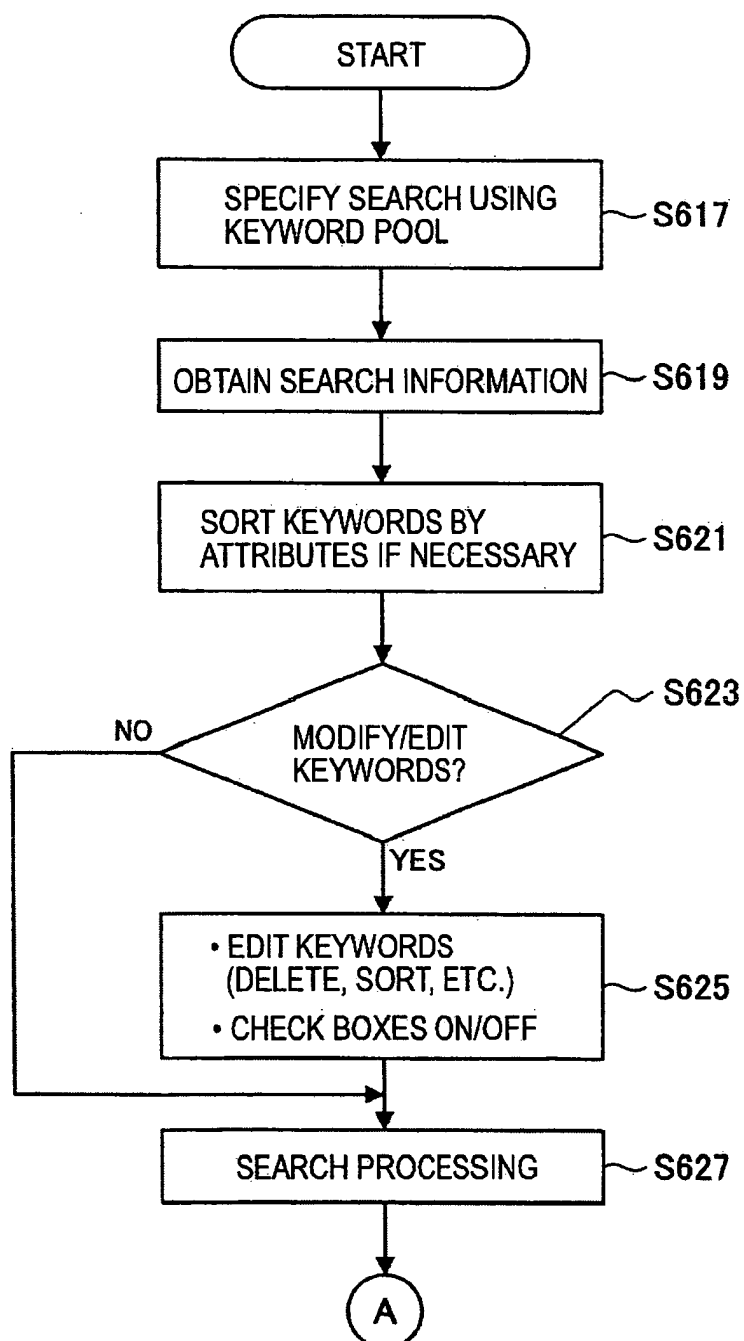 START
SPECIFY SEARCH USING
KEYWORD POOL
S617
OBTAIN SEARCH INFORMATION
S619
SORT KEYWORDS BY
ATTRIBUTES IF NECESSARY
S621
S623
NO
MODIFY/EDIT
KEYWORDS?
YES
• EDIT KEYWORDS
(DELETE, SORT, ETC.)
• CHECK BOXES ON/OFF
S625
SEARCH PROCESSING
S627
A